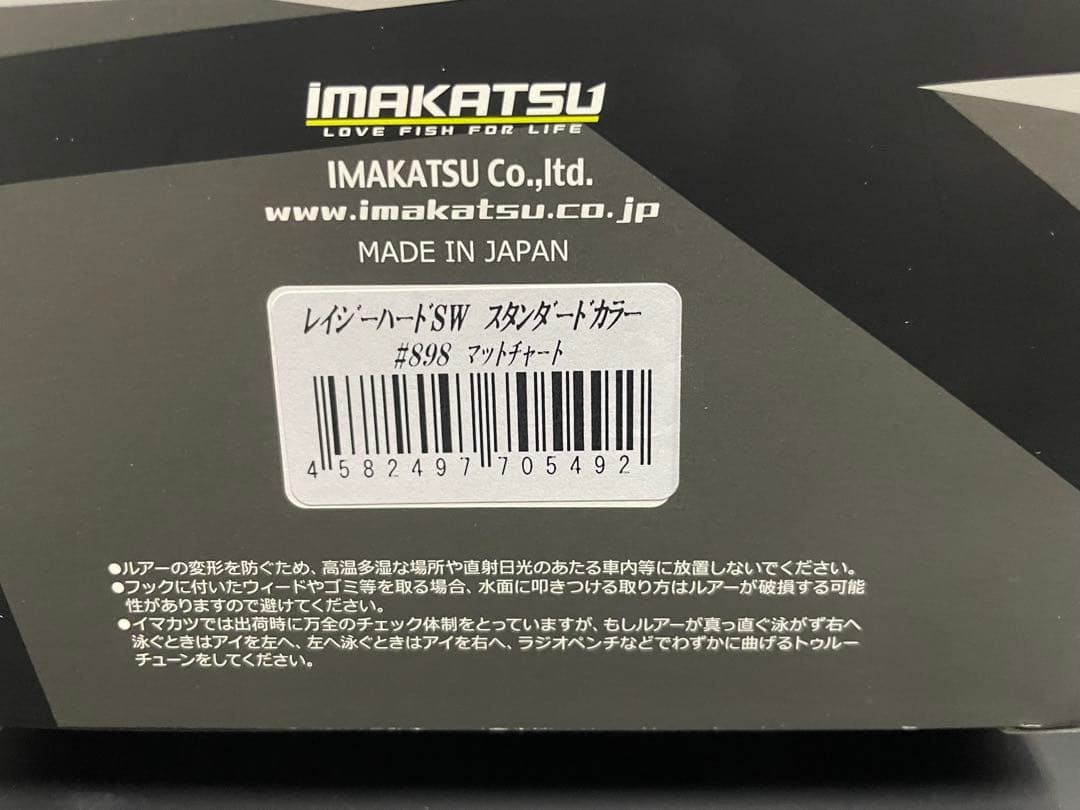 imAKATSU
LOVE FISH FOR LIFE
IMAKATSU Co.,ltd.
www.imakatsu.co.jp
MADE IN JAPAN
レイジーハードSW スタンダードカラー
#898 マットチャート
4 582497 705492
●ルアーの変形を防ぐため、高温多湿な場所や直射日光のあたる車内等に放置しないでください。
●フックに付いたウィードやゴミ等を取る場合、水面に叩きつける取り方はルアーが破損する可能
性がありますので避けてください。
●イマカツでは出荷時に万全のチェック体制をとっていますが、もしルアーが真っ直ぐ泳がず右へ
泳ぐときはアイを左へ、左へ泳ぐときはアイを右へ、ラジオペンチなどでわずかに曲げるトゥルー
チューンをしてください。